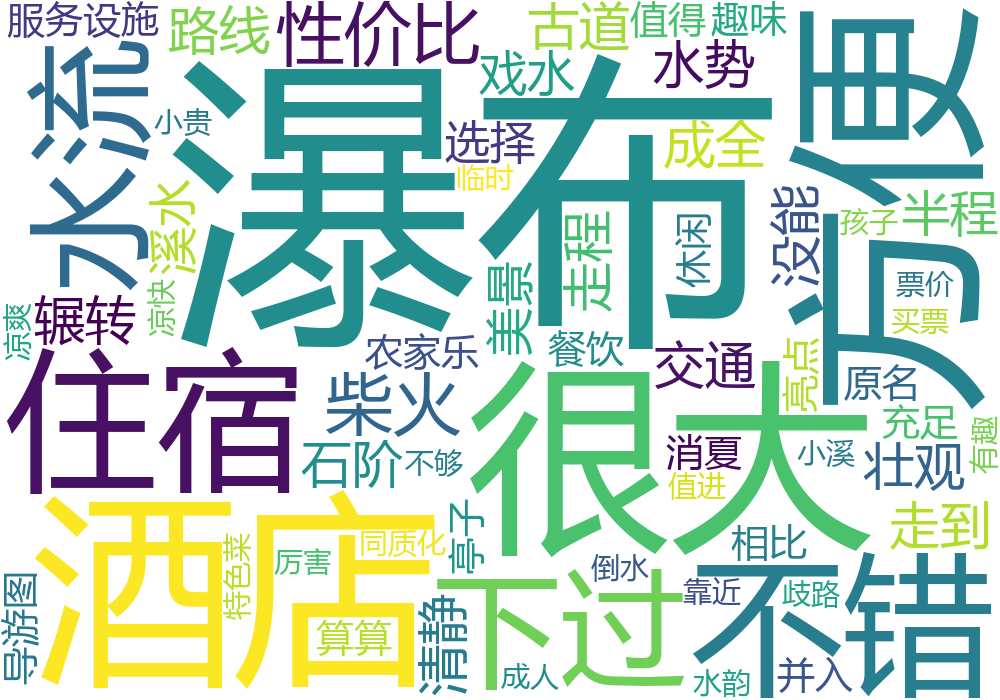 服务设施
路线
性价比
古道
值得
趣味
方便
水流
瀑布
戏水
水势
小贵
选择
成全
临时
溪水
没能
孩子
半程
走程
休闲
美景
票价
买票
凉爽
辗转
凉快
农家乐
餐饮
交通
亮点
原名
住宿
柴火
很大
充足
有趣
石阶
不够
消夏
小溪
壮观
值进
酒店
亭子
走到
特色菜
厉害
同质化
相比
倒水
下过
不错
靠近
歧路
导游图
算算
清静
成人
水韵
并入